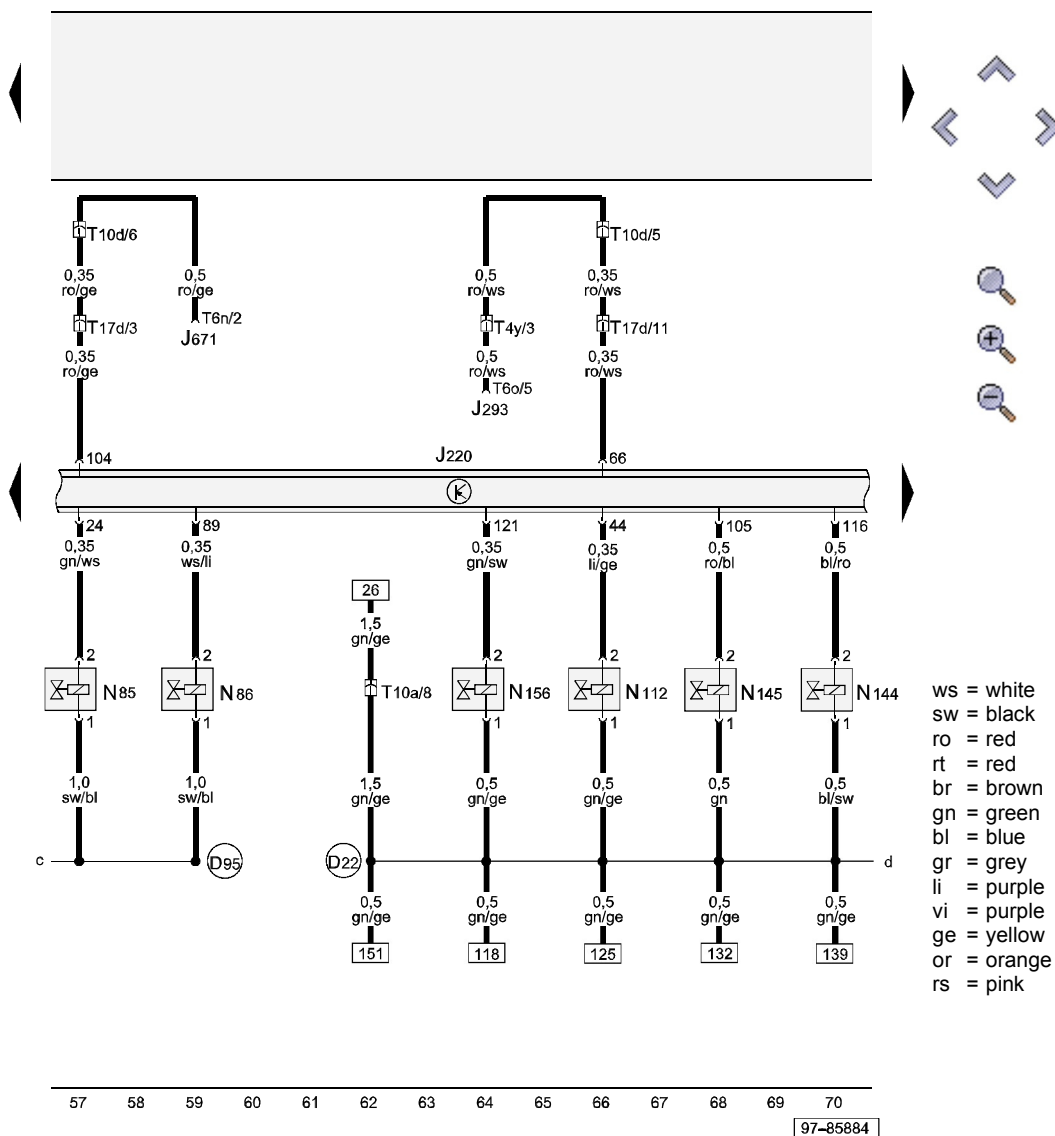 T10d/6
T10d/5
0,35 0,5 0,5 0,35
ro/ge ro/ge ro/ws ro/ws
T17d/3 T6n/2 T4y/3 T17d/11
J671
0,35 0,5 0,35
ro/ge ro/ws ro/ws
T6o/5
J293
104 J220 66
24 89 121 44 105 116
0,35 0,35 0,35 0,35 0,5 0,5
gn/ws ws/li gn/sw li/ge ro/bl bl/ro
26
1,5
gn/ge
2 2 2 2 2 2
N85 N86 T10a/8 N156 N112 N145 N144
1 1 1 1 1 1
1,0 1,0 1,5 0,5 0,5 0,5 0,5
sw/bl sw/bl gn/ge gn/ge gn/ge gn bl/sw
c D95 D22 d
0,5 0,5 0,5 0,5 0,5
gn/ge gn/ge gn/ge gn/ge gn/ge
151 118 125 132 139
57 58 59 60 61 62 63 64 65 66 67 68 69 70
97-85884
ws = white
sw = black
ro = red
rt = red
br = brown
gn = green
bl = blue
gr = grey
li = purple
vi = purple
ge = yellow
or = orange
rs = pink